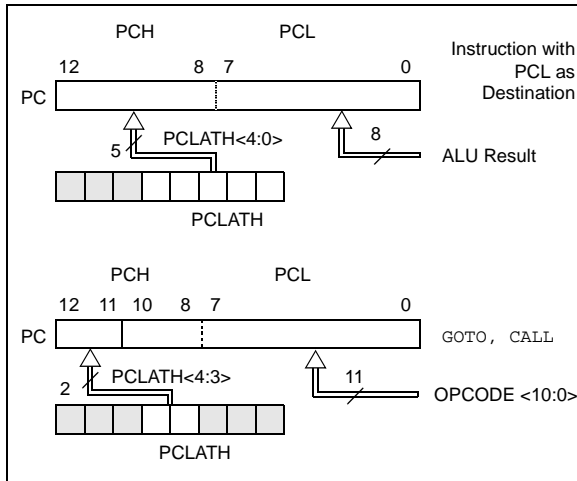 PCH PCL
12 8 7 0
Instruction with
PCL as
Destination
PC
5 PCLATH<4:0>
8
ALU Result
PCLATH
PCH PCL
12 11 10 8 7 0
PC
GOTO, CALL
2 PCLATH<4:3>
11
OPCODE <10:0>
PCLATH